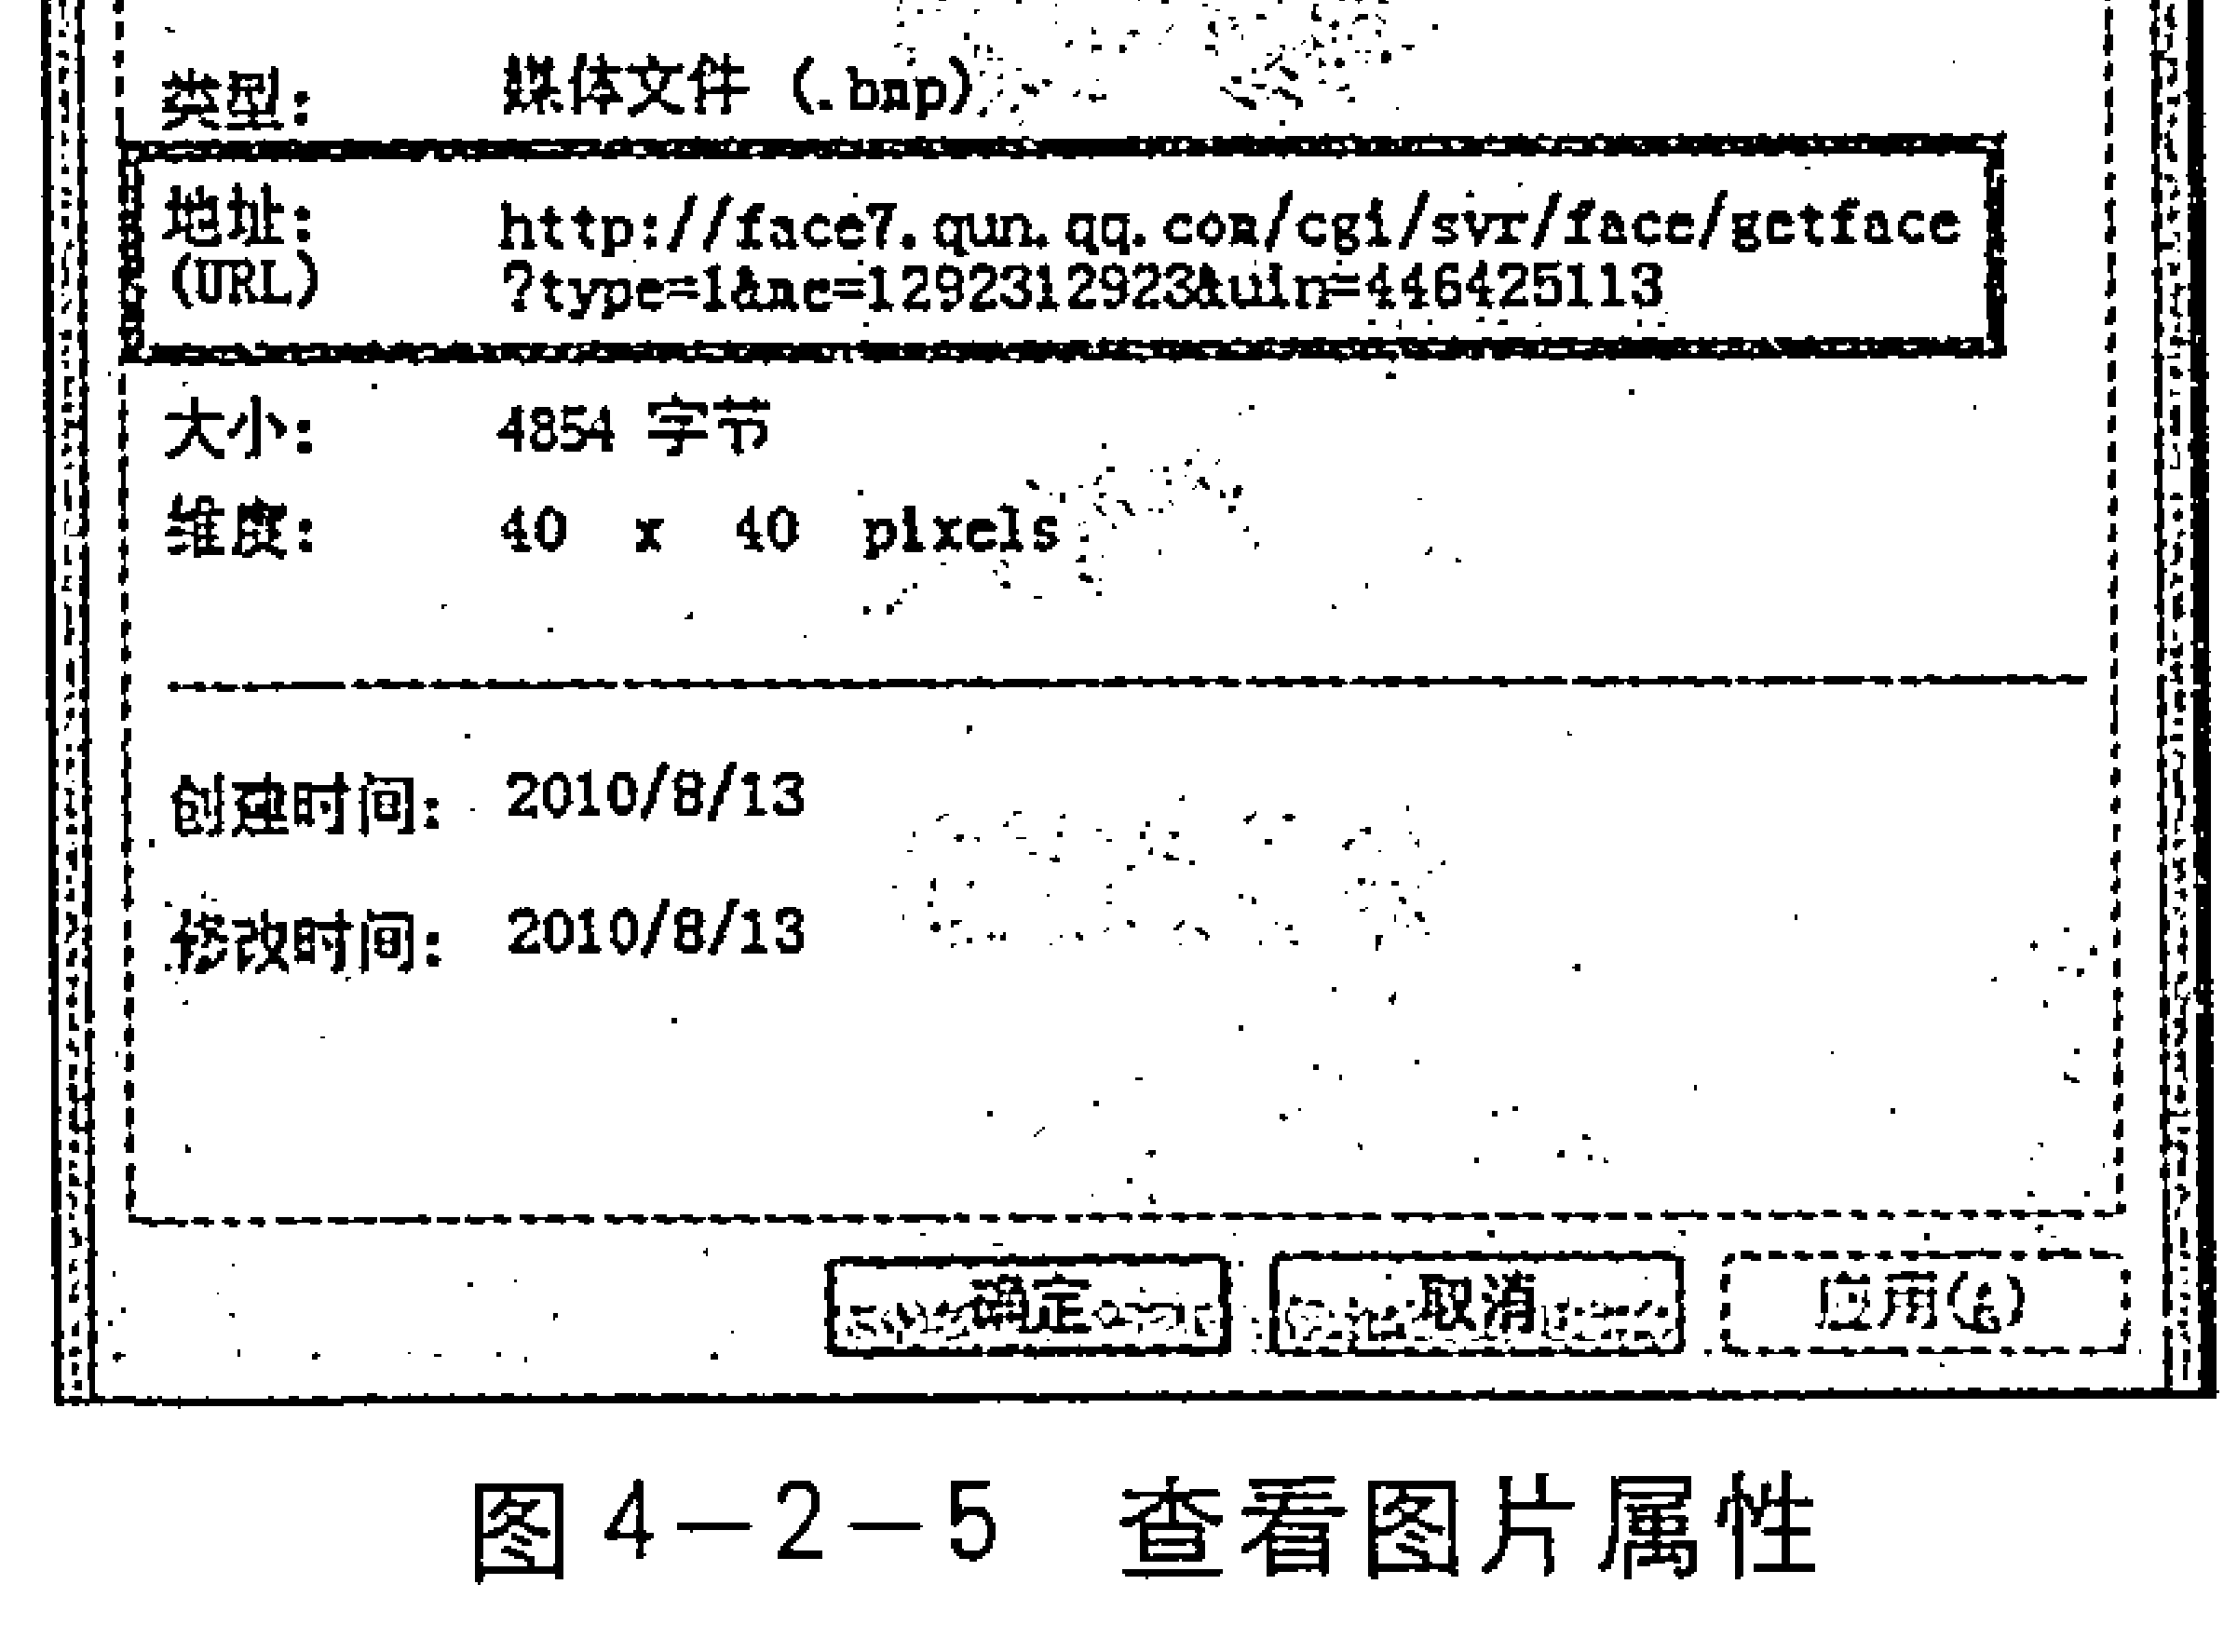 类型: 媒体文件 (.bmp)
地址: http://face7.qun.qq.com/cgi/svr/face/getface
(URL) ?type=1&me=1292312923&uin=446425113
大小: 4854 字节
维度: 40 x 40 pixels
创建时间: 2010/8/13
修改时间: 2010/8/13
确定 取消 应用(A)
图4-2-5 查看图片属性